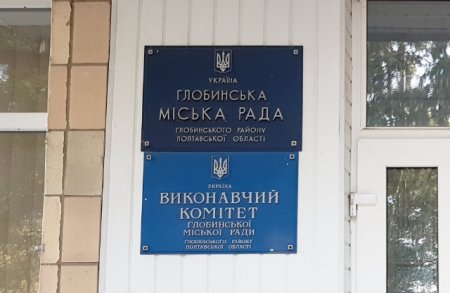 УКРАЇНА
ГЛОБИНСЬКА
МІСЬКА РАДА
ГЛОБИНСЬКОГО РАЙОНУ
ПОЛТАВСЬКОЇ ОБЛАСТІ
УКРАЇНА
ВИКОНАВЧИЙ
КОМІТЕТ
ГЛОБИНСЬКОЇ
МІСЬКОЇ РАДИ
ГЛОБИНСЬКОГО РАЙОНУ
ПОЛТАВСЬКОЇ ОБЛАСТІ